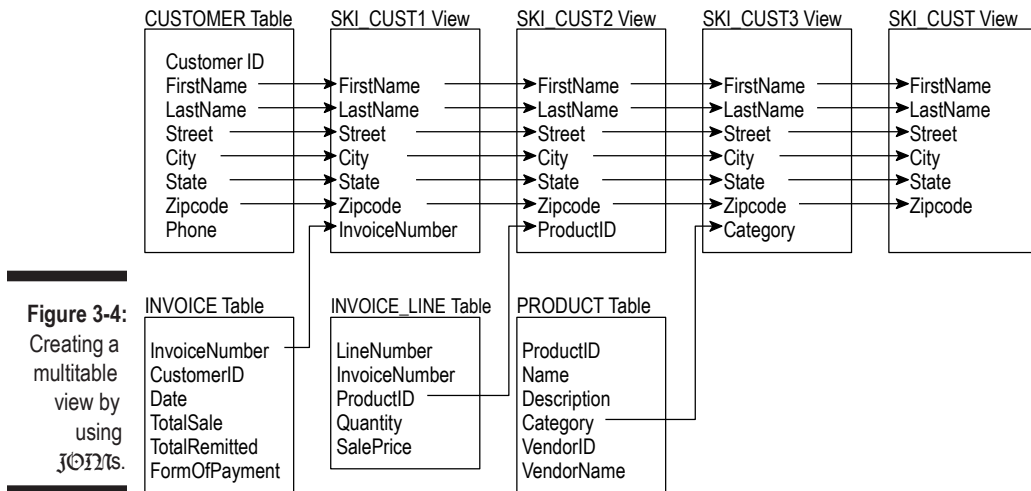 CUSTOMER Table
Customer ID
FirstName
LastName
Street
City
State
Zipcode
Phone
SKI_CUST1 View
FirstName
LastName
Street
City
State
Zipcode
InvoiceNumber
SKI_CUST2 View
FirstName
LastName
Street
City
State
Zipcode
ProductID
SKI_CUST3 View
FirstName
LastName
Street
City
State
Zipcode
Category
SKI_CUST View
FirstName
LastName
Street
City
State
Zipcode
Figure 3-4:
Creating a
multitable
view by
using
JOINs.
INVOICE Table
InvoiceNumber
CustomerID
Date
TotalSale
TotalRemitted
FormOfPayment
INVOICE_LINE Table
LineNumber
InvoiceNumber
ProductID
Quantity
SalePrice
PRODUCT Table
ProductID
Name
Description
Category
VendorID
VendorName